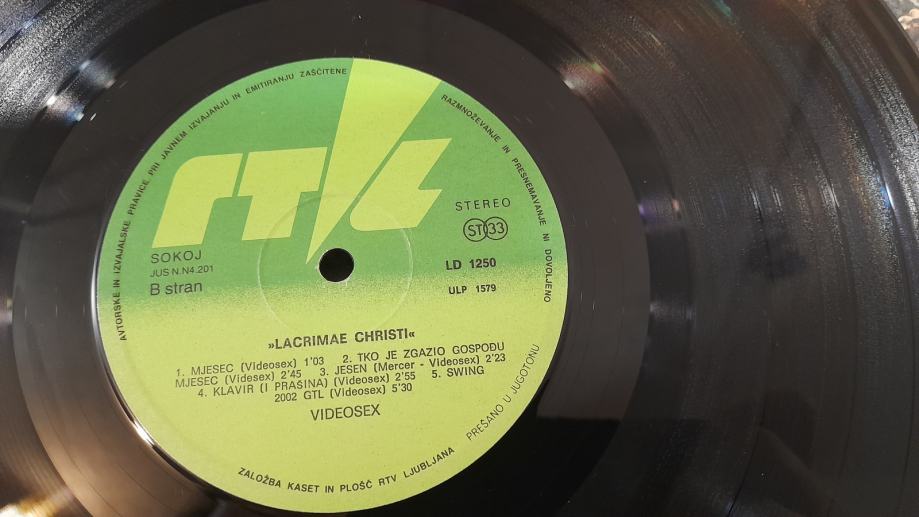 AVTORSKE IN IZVAJALSKE PRAVICE PRI JAVNEM IZVAJANJU IN EMITIRANJU ZAŠČITENE
RAZMNOŽEVANJE IN PRESNEMAVANJE NI DOVOLJENO
rtl
STEREO
ST 33
SOKOJ
JUS N.N4.201
B stran
LD 1250
ULP 1579
»LACRIMAE CHRISTI«
1. MJESEC (Videosex) 1'03 2. TKO JE ZGAZIO GOSPOĐU
MJESEC (Videosex) 2'45 3. JESEN (Mercer - Videosex) 2'23
4. KLAVIR (I PRAŠINA) (Videosex) 2'55 5. SWING
2002 GTL (Videosex) 5'30
VIDEOSEX
ZALOŽBA KASET IN PLOŠČ RTV LJUBLJANA
PREŠANO U JUGOTONU